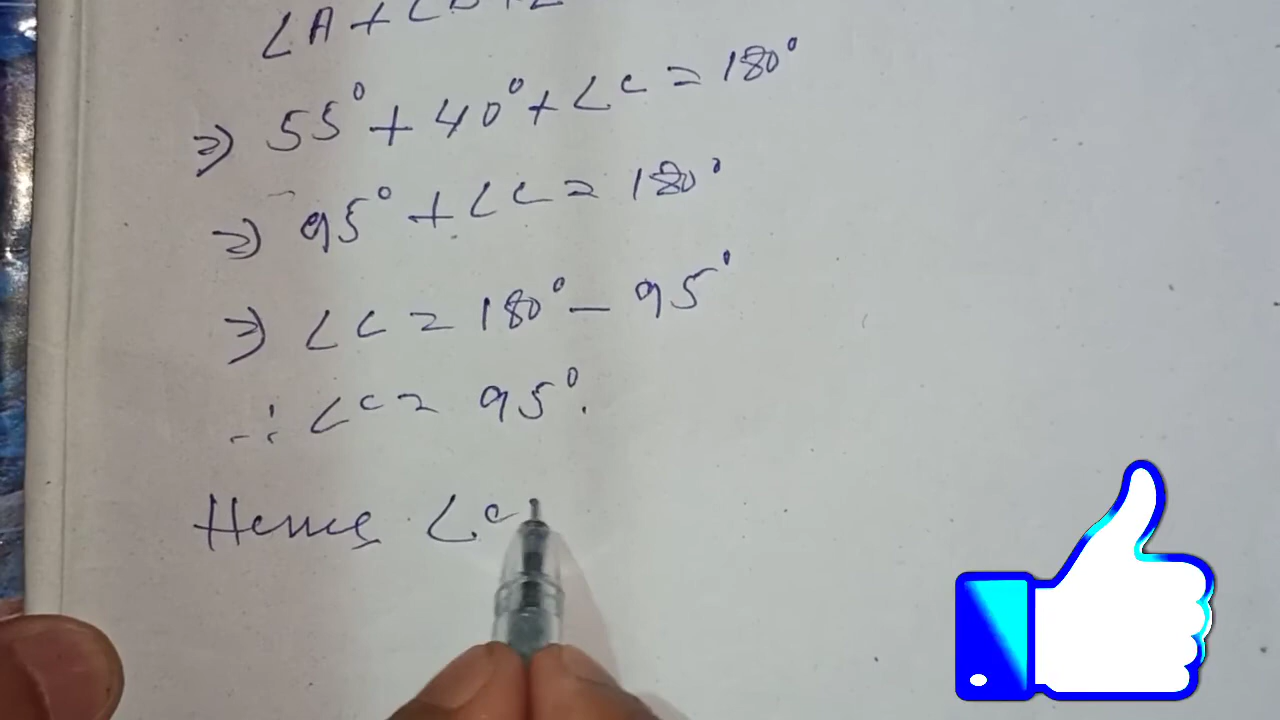 ∠A + ∠B + ∠
⇒ 55° + 40° + ∠C = 180°
⇒ 95° + ∠C = 180°
⇒ ∠C = 180° - 95°
∴ ∠C = 95°.
Hence ∠C